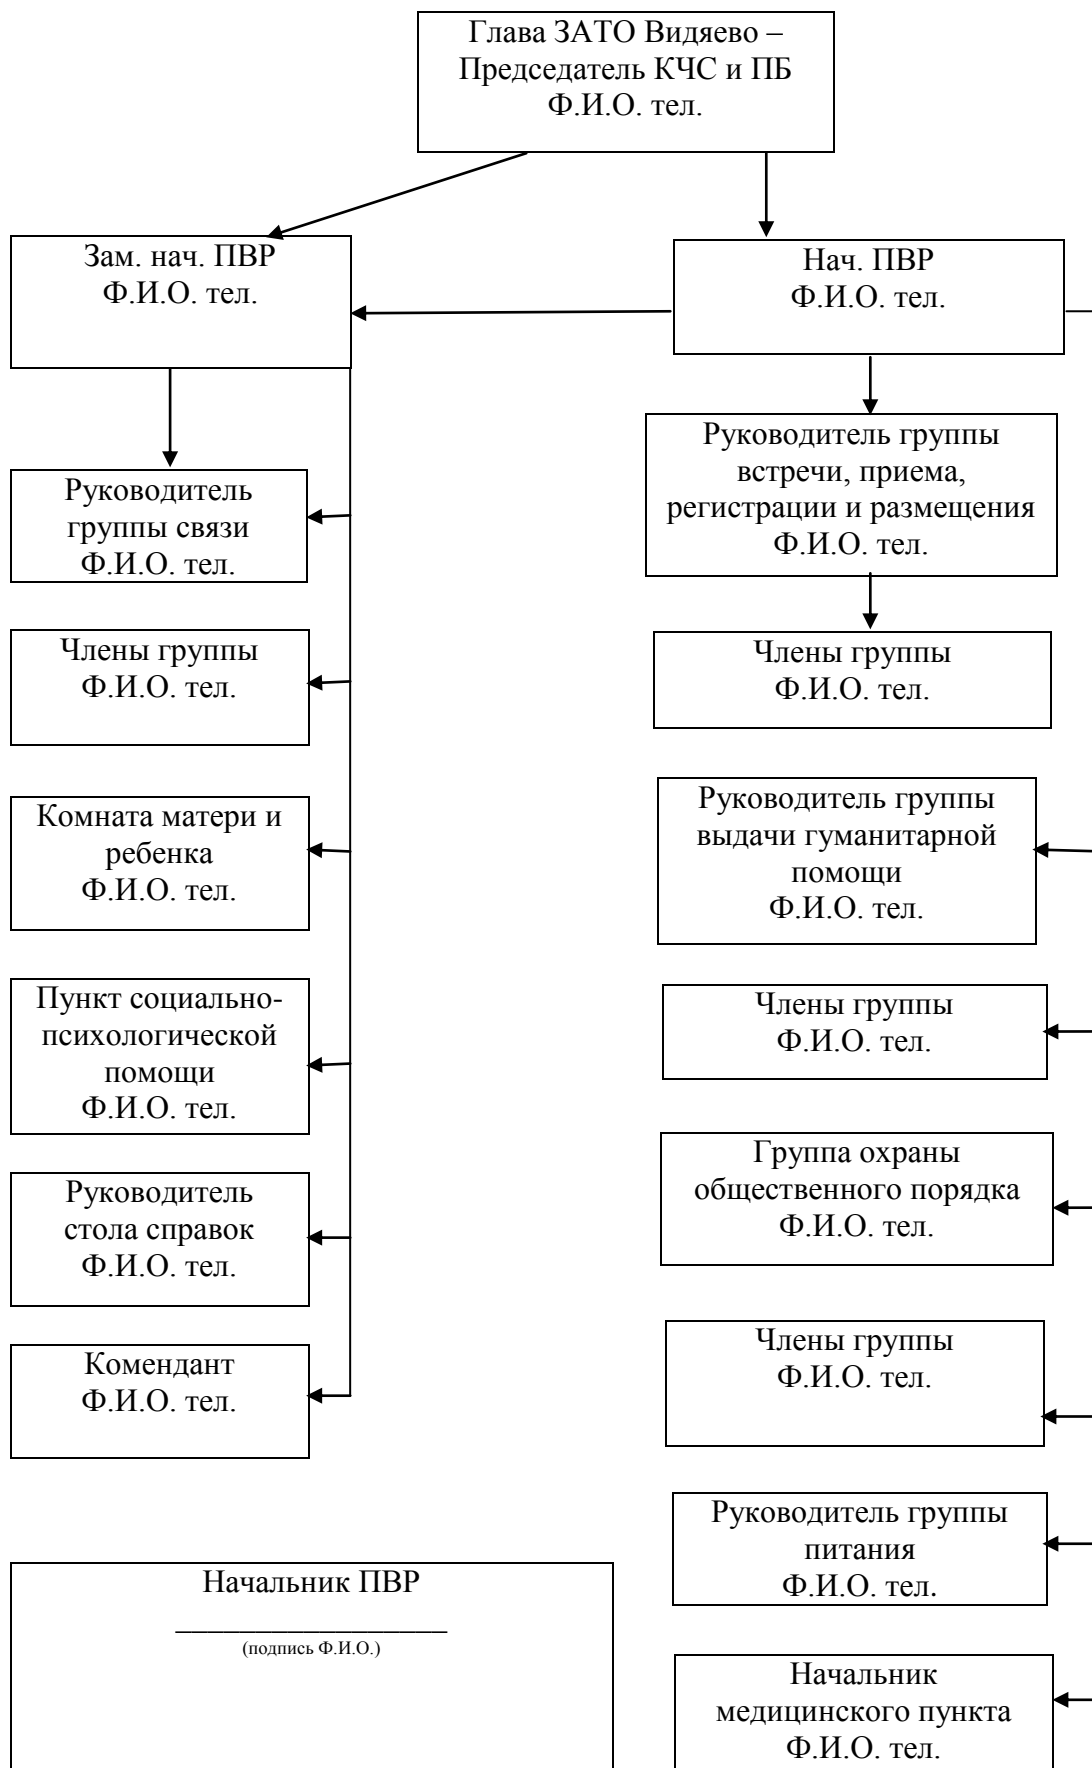 Глава ЗАТО Видяево –
Председатель КЧС и ПБ
Ф.И.О. тел.
Зам. нач. ПВР
Ф.И.О. тел.
Нач. ПВР
Ф.И.О. тел.
Руководитель группы
встречи, приема,
регистрации и размещения
Ф.И.О. тел.
Руководитель
группы связи
Ф.И.О. тел.
Члены группы
Ф.И.О. тел.
Члены группы
Ф.И.О. тел.
Комната матери и
ребенка
Ф.И.О. тел.
Руководитель группы
выдачи гуманитарной
помощи
Ф.И.О. тел.
Пункт социально-
психологической
помощи
Ф.И.О. тел.
Члены группы
Ф.И.О. тел.
Руководитель
стола справок
Ф.И.О. тел.
Группа охраны
общественного порядка
Ф.И.О. тел.
Комендант
Ф.И.О. тел.
Члены группы
Ф.И.О. тел.
Руководитель группы
питания
Ф.И.О. тел.
Начальник ПВР
_________________
(подпись Ф.И.О.)
Начальник
медицинского пункта
Ф.И.О. тел.